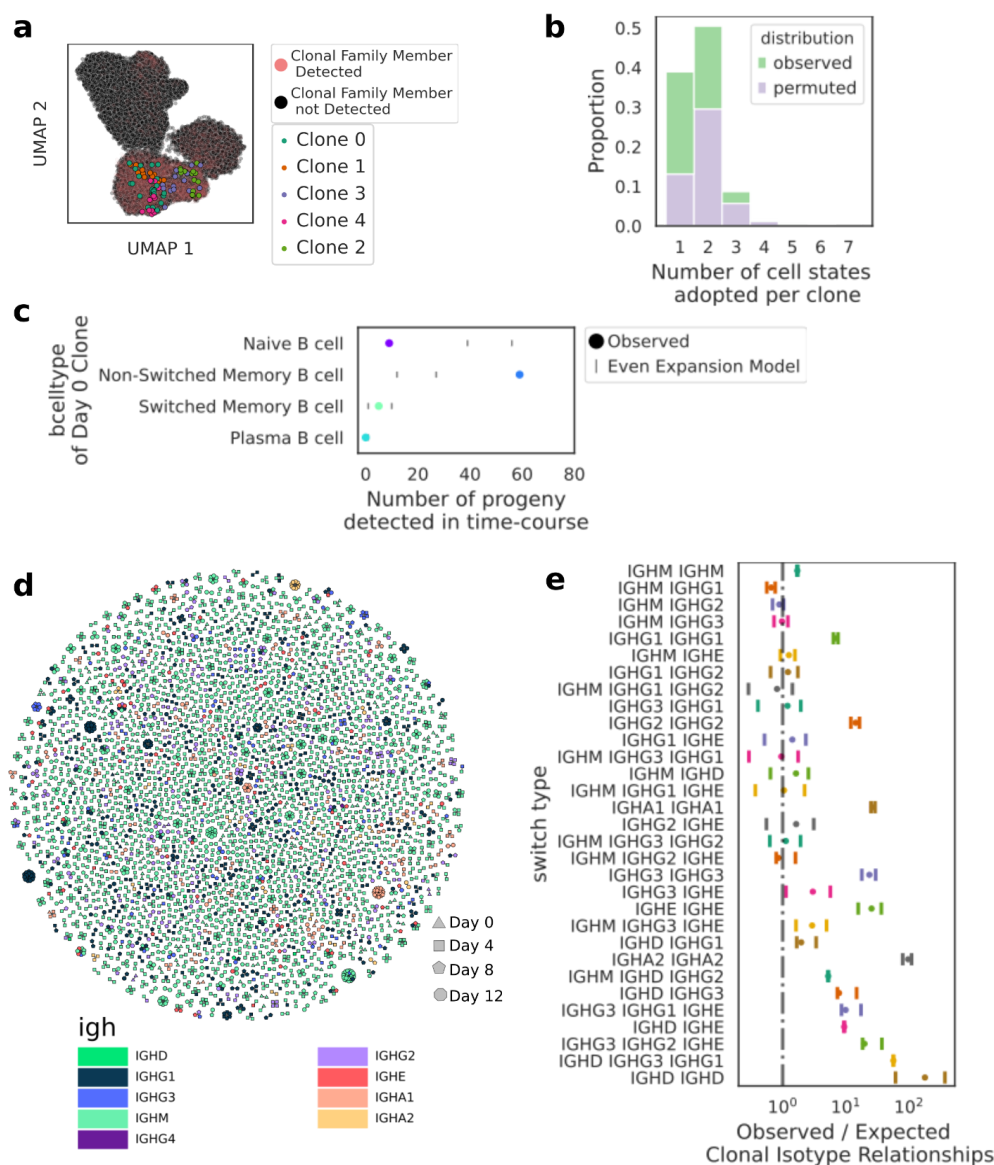 a
UMAP 2
UMAP 1
Clonal Family Member
Detected
Clonal Family Member
not Detected
Clone 0
Clone 1
Clone 3
Clone 4
Clone 2
b
Proportion
0.5
0.4
0.3
0.2
0.1
0.0
distribution
observed
permuted
1 2 3 4 5 6 7
Number of cell states
adopted per clone
c
bcelltype
of Day 0 Clone
Naive B cell
Non-Switched Memory B cell
Switched Memory B cell
Plasma B cell
0 20 40 60 80
Number of progeny
detected in time-course
Observed
Even Expansion Model
d
Day 0
Day 4
Day 8
Day 12
igh
IGHD
IGHG1
IGHG3
IGHM
IGHG4
IGHG2
IGHE
IGHA1
IGHA2
e
switch type
IGHM IGHM
IGHM IGHG1
IGHM IGHG2
IGHM IGHG3
IGHG1 IGHG1
IGHM IGHE
IGHG1 IGHG2
IGHM IGHG1 IGHG2
IGHG3 IGHG1
IGHG2 IGHG2
IGHG1 IGHE
IGHM IGHG3 IGHG1
IGHM IGHD
IGHM IGHG1 IGHE
IGHA1 IGHA1
IGHG2 IGHE
IGHM IGHG3 IGHG2
IGHM IGHG2 IGHE
IGHG3 IGHG3
IGHG3 IGHE
IGHE IGHE
IGHM IGHG3 IGHE
IGHD IGHG1
IGHA2 IGHA2
IGHM IGHD IGHG2
IGHD IGHG3
IGHG3 IGHG1 IGHE
IGHD IGHE
IGHG3 IGHG2 IGHE
IGHD IGHG3 IGHG1
IGHD IGHD
10⁰ 10¹ 10²
Observed / Expected
Clonal Isotype Relationships